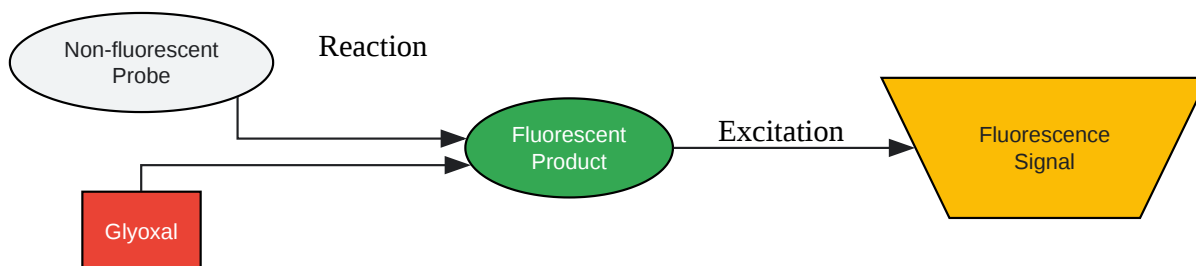 Non-fluorescent
Probe
Reaction
Fluorescent
Product
Excitation
Fluorescence
Signal
Glyoxal